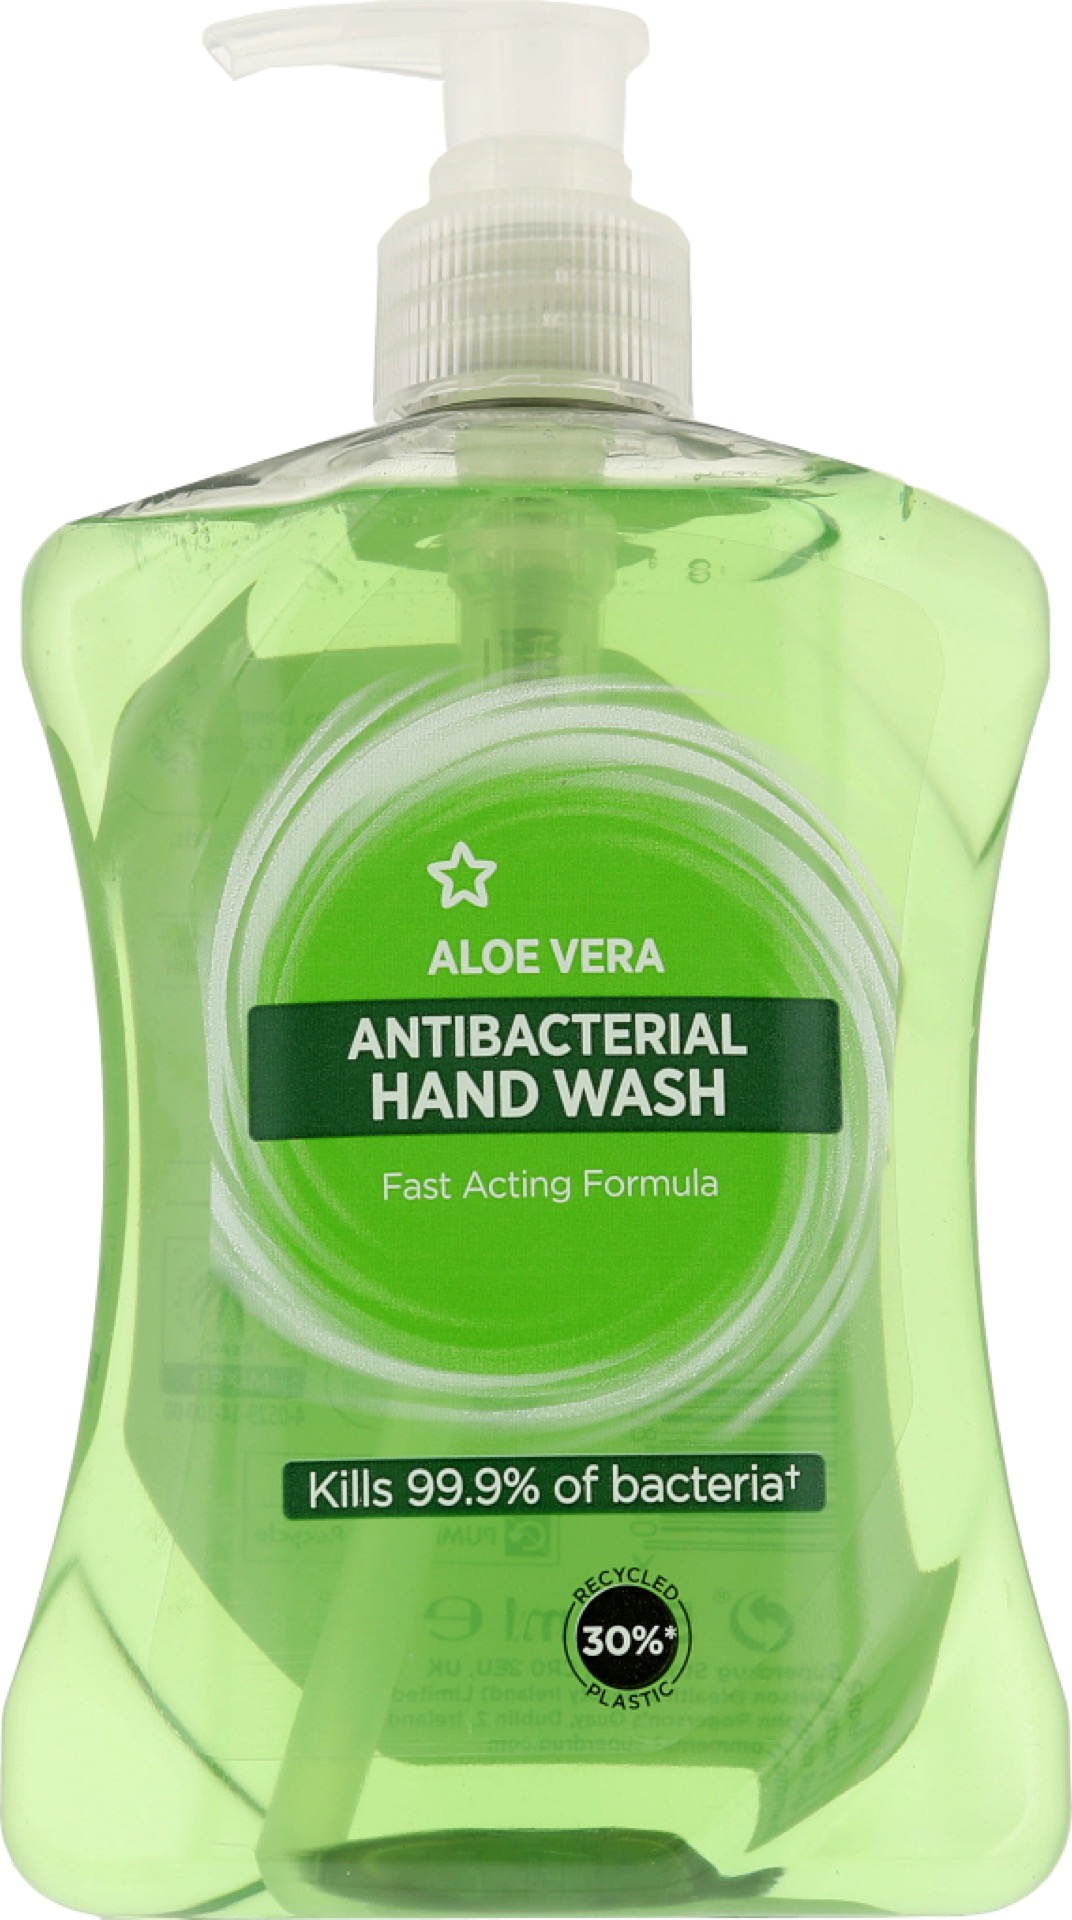 ALOE VERA
ANTIBACTERIAL
HAND WASH
Fast Acting Formula
Kills 99.9% of bacteria†
RECYCLED
30%*
PLASTIC